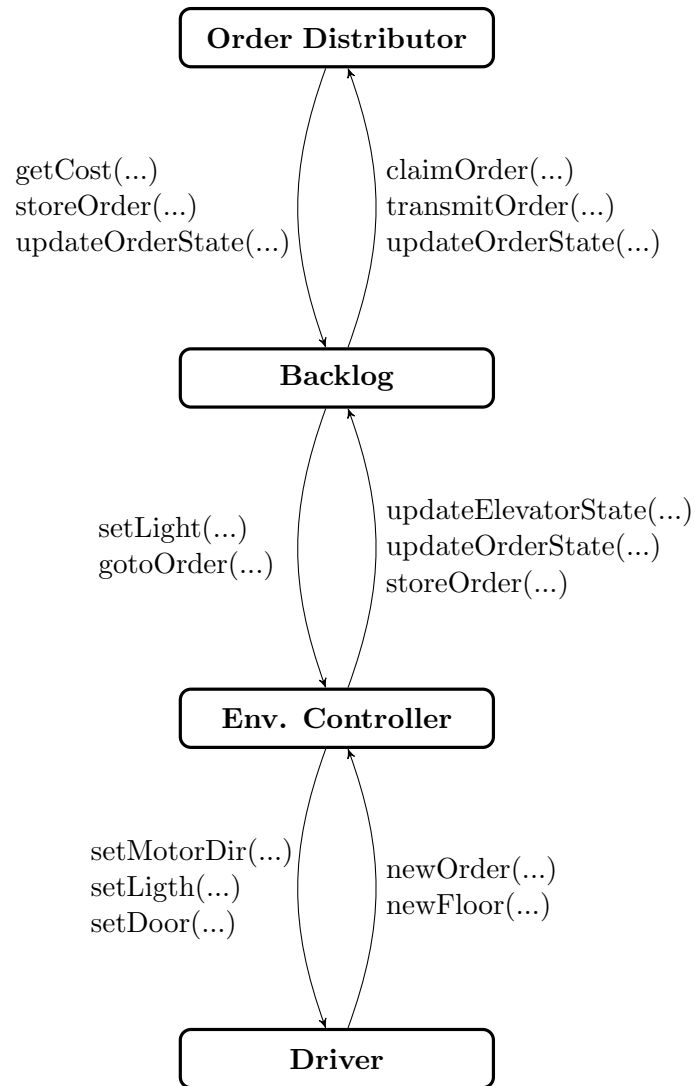 Order Distributor
getCost(...)
storeOrder(...)
updateOrderState(...)
claimOrder(...)
transmitOrder(...)
updateOrderState(...)
Backlog
setLight(...)
gotoOrder(...)
updateElevatorState(...)
updateOrderState(...)
storeOrder(...)
Env. Controller
setMotorDir(...)
setLigth(...)
setDoor(...)
newOrder(...)
newFloor(...)
Driver